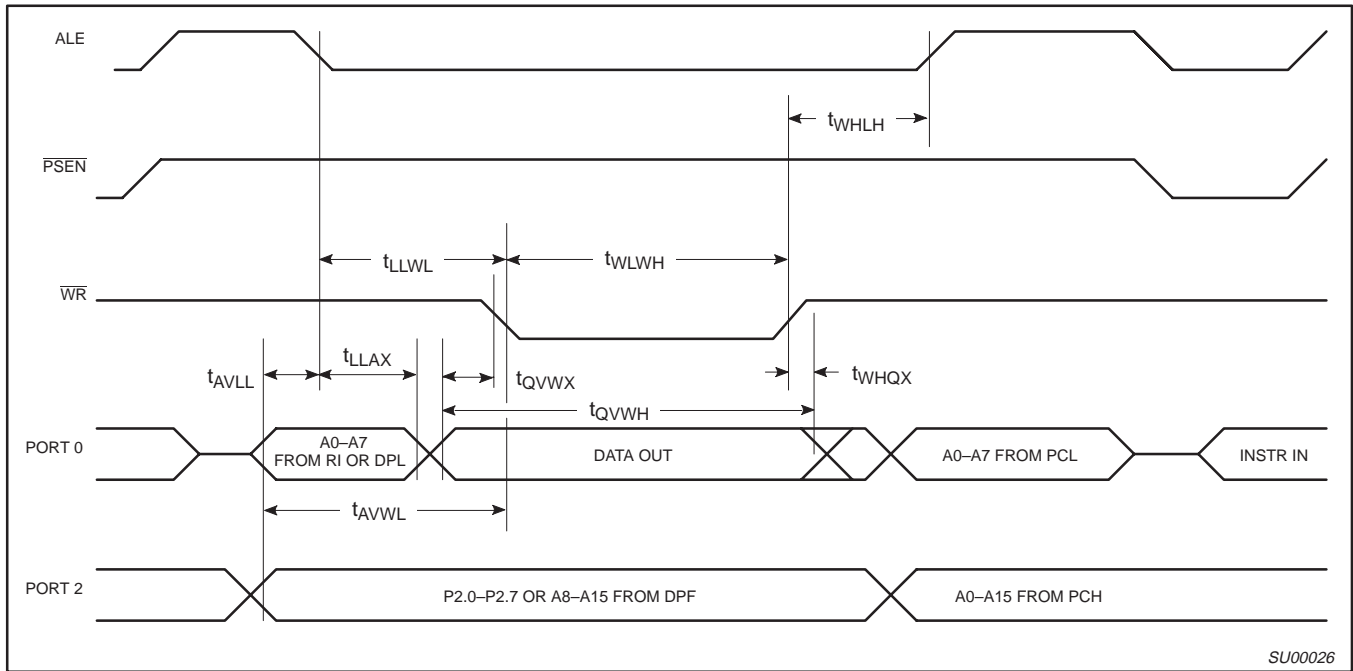 ALE
tWHLH
PSEN
tLLWL
tWLWH
WR
tAVLL
tLLAX
tQVWX
tWHQX
tQVWH
PORT 0
A0–A7
FROM RI OR DPL
DATA OUT
A0–A7 FROM PCL
INSTR IN
tAVWL
PORT 2
P2.0–P2.7 OR A8–A15 FROM DPF
A0–A15 FROM PCH
SU00026